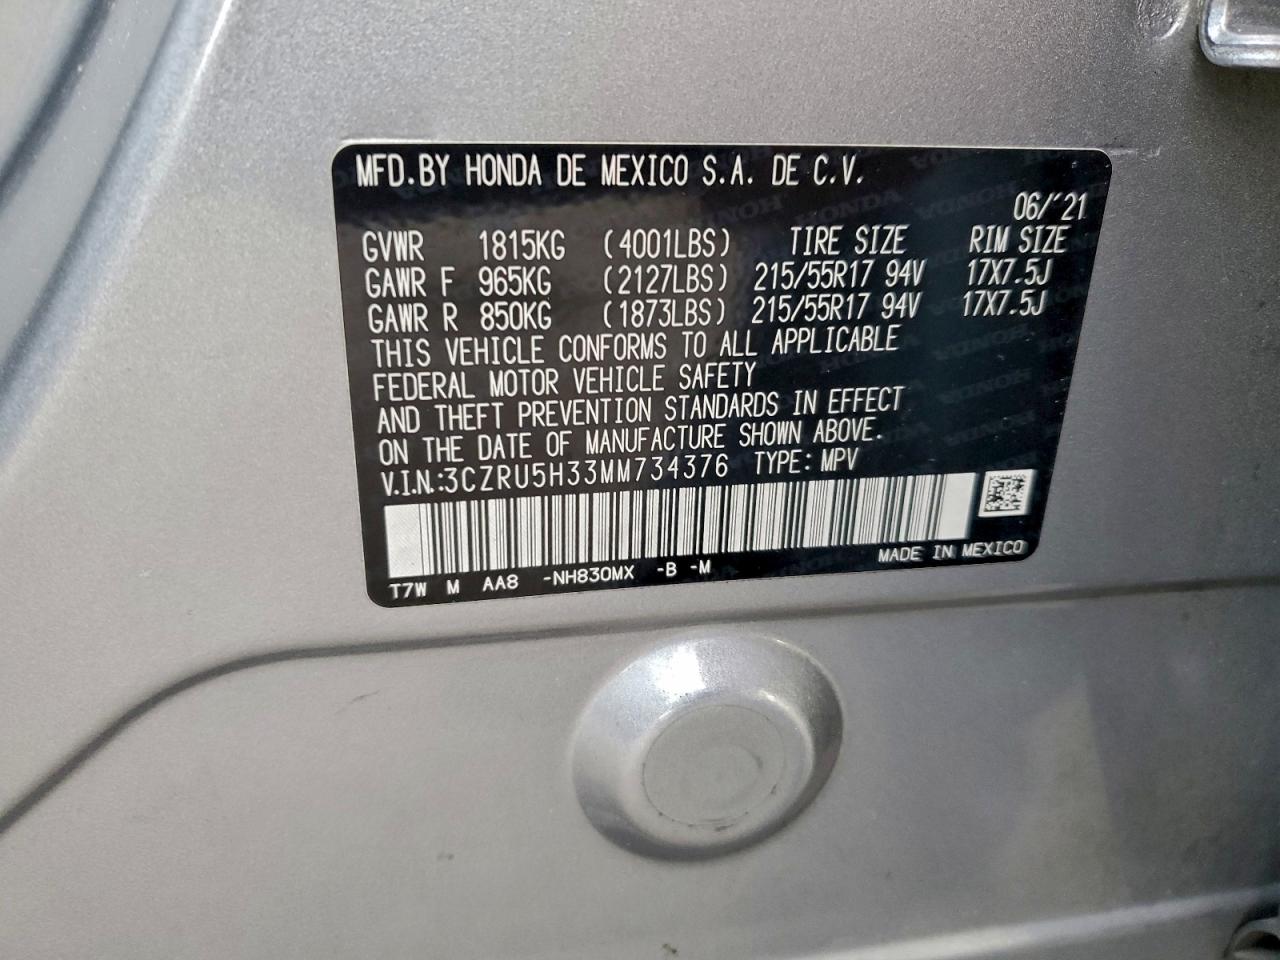 MFD.BY HONDA DE MEXICO S.A. DE C.V.
06/'21
GVWR 1815KG (4001LBS) TIRE SIZE RIM SIZE
GAWR F 965KG (2127LBS) 215/55R17 94V 17X7.5J
GAWR R 850KG (1873LBS) 215/55R17 94V 17X7.5J
THIS VEHICLE CONFORMS TO ALL APPLICABLE
FEDERAL MOTOR VEHICLE SAFETY
AND THEFT PREVENTION STANDARDS IN EFFECT
ON THE DATE OF MANUFACTURE SHOWN ABOVE.
V.I.N.:3CZRU5H33MM734376 TYPE: MPV
MADE IN MEXICO
T7W M AA8 -NH830MX -B -M